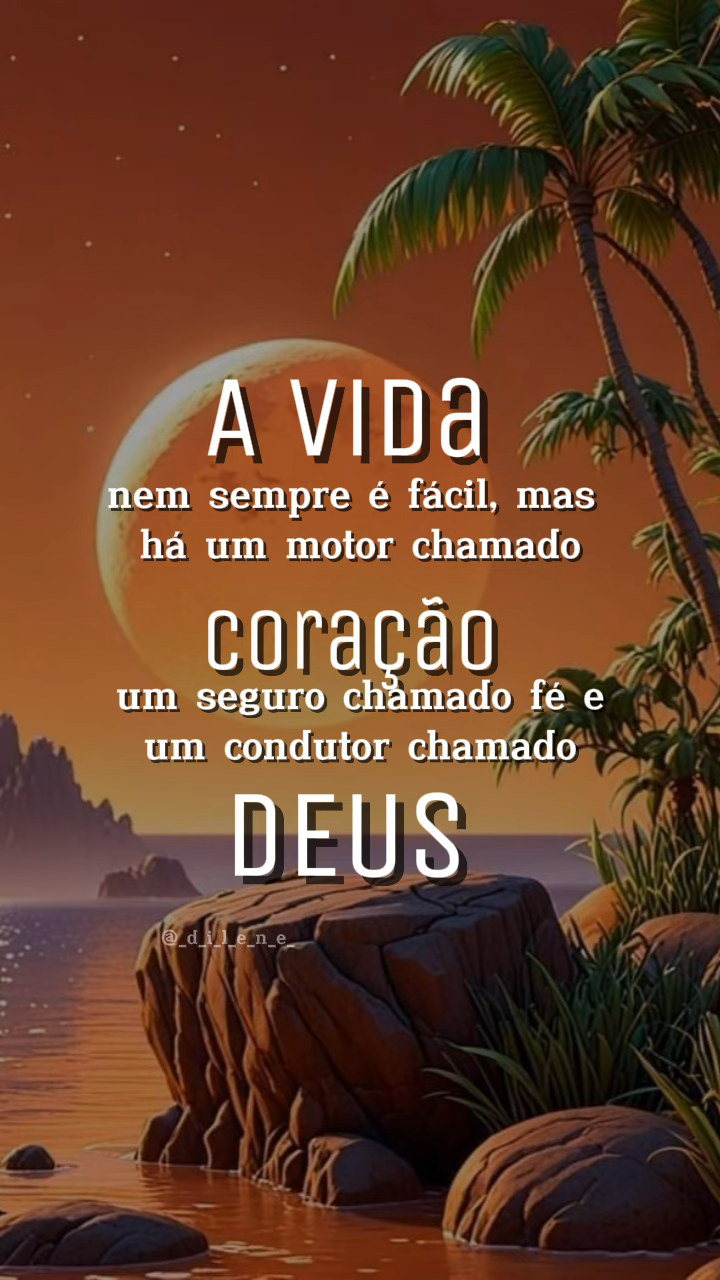 A VIDA
nem sempre é fácil, mas
há um motor chamado
coração
um seguro chamado fé e
um condutor chamado
DEUS
@_d_i_l_e_n_e_